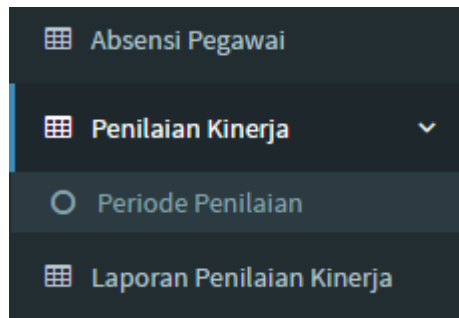 Absensi Pegawai
Penilaian Kinerja
Periode Penilaian
Laporan Penilaian Kinerja